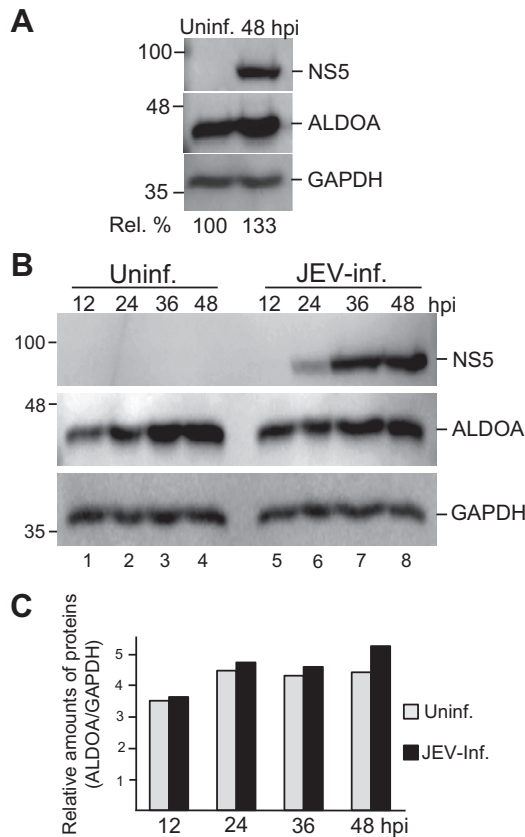 A
Uninf. 48 hpi
100
NS5
48
ALDOA
GAPDH
35
Rel. % 100 133
B
Uninf. JEV-inf.
12 24 36 48 12 24 36 48 hpi
100
NS5
48
ALDOA
GAPDH
35
1 2 3 4 5 6 7 8
C
Relative amounts of proteins
(ALDOA/GAPDH)
5
4
3
2
1
Uninf.
JEV-Inf.
12 24 36 48 hpi